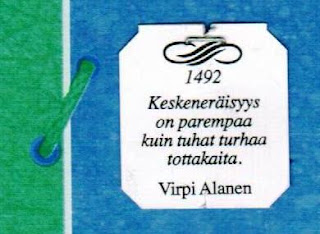 1492
Keskeneräisyys
on parempaa
kuin tuhat turhaa
tottakaita.
Virpi Alanen